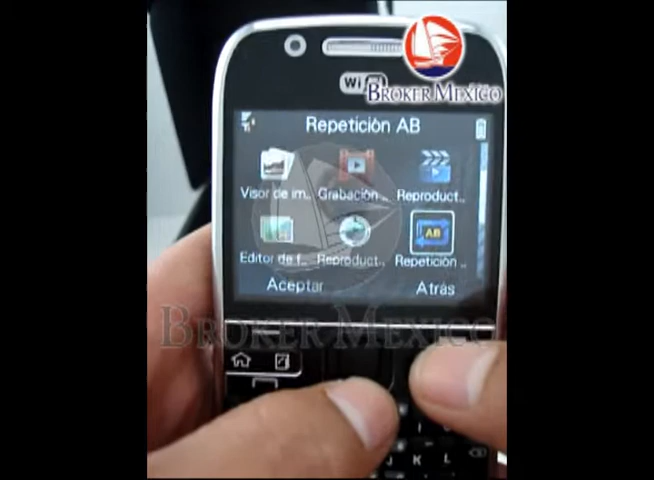 WiFi
BROKER MEXICO
Repetición AB
Visor de im.. Grabación .. Reproduct..
AB
Editor de f.. Reproduct.. Repetición ..
Aceptar Atrás
BROKER MEXICO
I
J K L